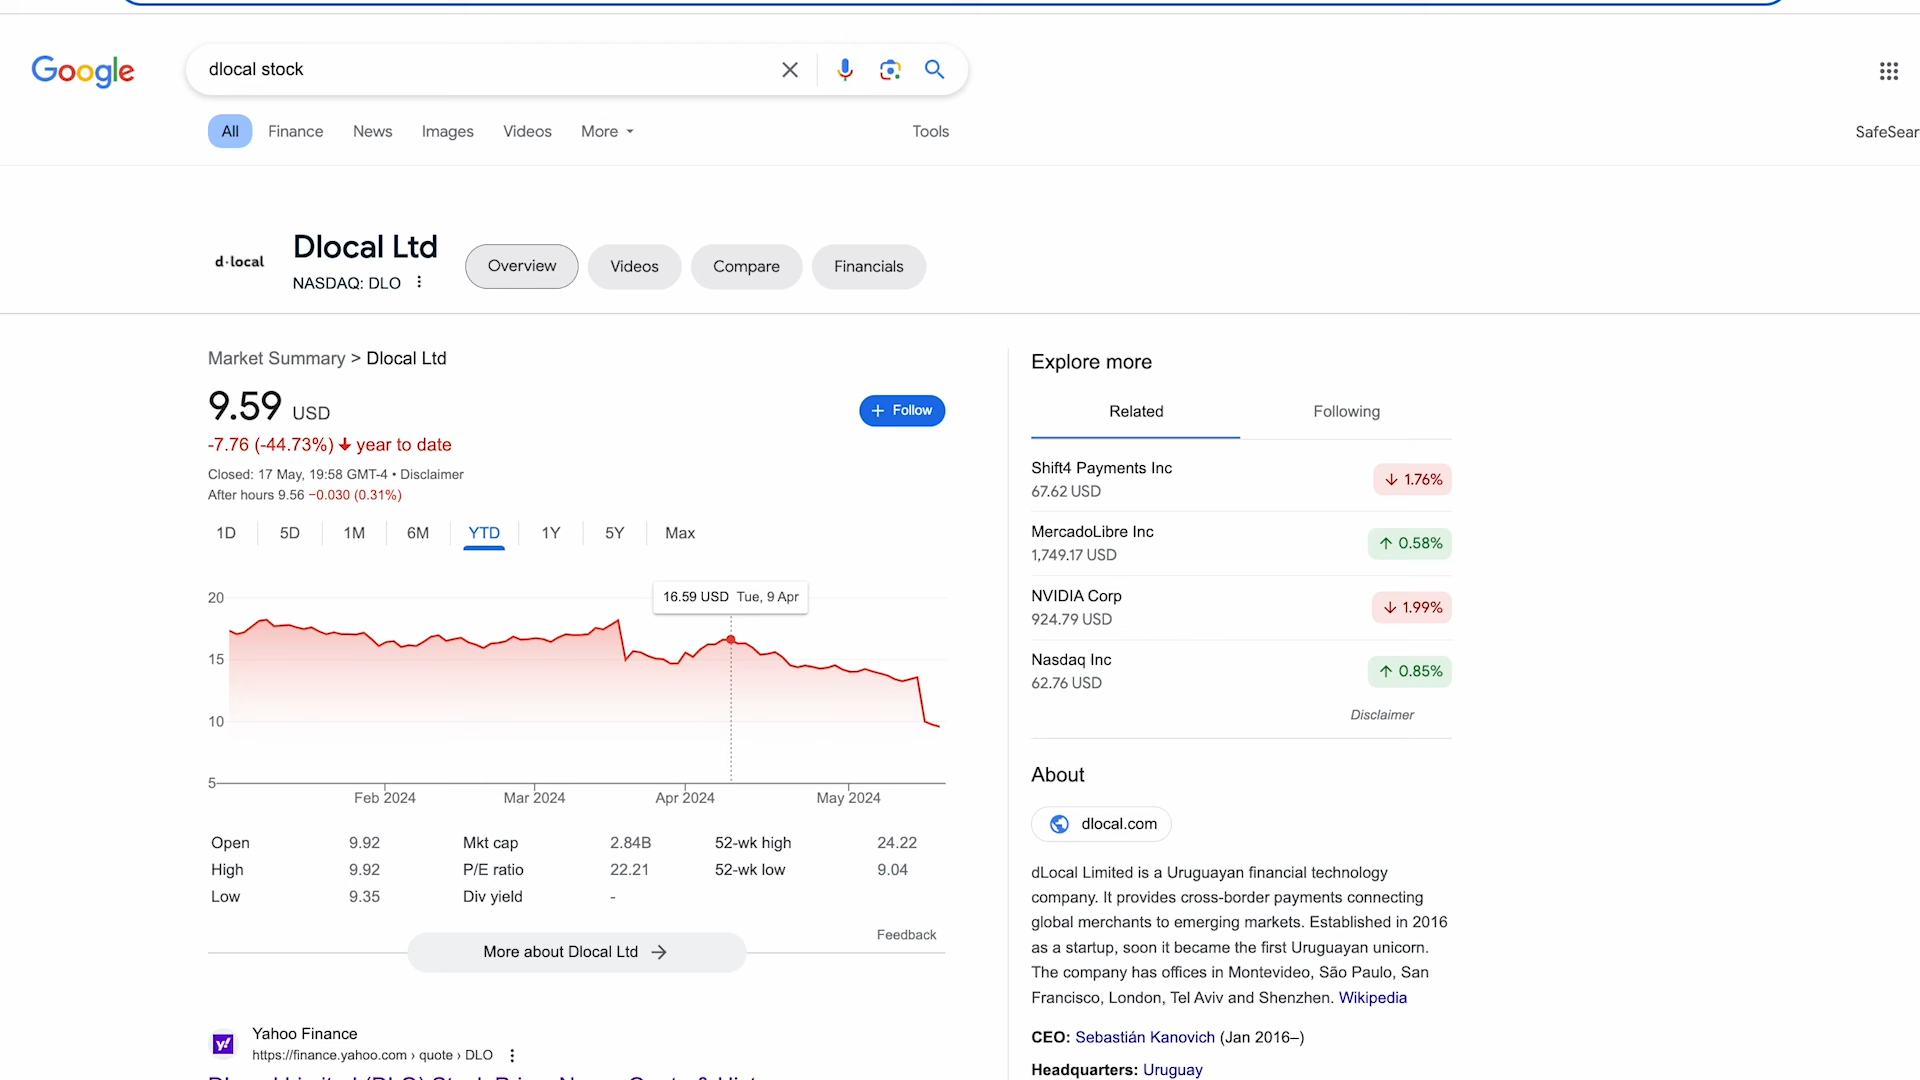 Google
dlocal stock
All Finance News Images Videos More Tools
SafeSear
d·local
Dlocal Ltd
NASDAQ: DLO
Overview Videos Compare Financials
Market Summary > Dlocal Ltd
9.59 USD
+ Follow
-7.76 (-44.73%) ↓ year to date
Closed: 17 May, 19:58 GMT-4 • Disclaimer
After hours 9.56 −0.030 (0.31%)
1D 5D 1M 6M YTD 1Y 5Y Max
16.59 USD Tue, 9 Apr
20
15
10
5
Feb 2024 Mar 2024 Apr 2024 May 2024
Open 9.92 Mkt cap 2.84B 52-wk high 24.22
High 9.92 P/E ratio 22.21 52-wk low 9.04
Low 9.35 Div yield -
Feedback
More about Dlocal Ltd →
Yahoo Finance
https://finance.yahoo.com › quote › DLO
Explore more
Related Following
Shift4 Payments Inc
67.62 USD
↓ 1.76%
MercadoLibre Inc
1,749.17 USD
↑ 0.58%
NVIDIA Corp
924.79 USD
↓ 1.99%
Nasdaq Inc
62.76 USD
↑ 0.85%
Disclaimer
About
dlocal.com
dLocal Limited is a Uruguayan financial technology
company. It provides cross-border payments connecting
global merchants to emerging markets. Established in 2016
as a startup, soon it became the first Uruguayan unicorn.
The company has offices in Montevideo, São Paulo, San
Francisco, London, Tel Aviv and Shenzhen. Wikipedia
CEO: Sebastián Kanovich (Jan 2016–)
Headquarters: Uruguay